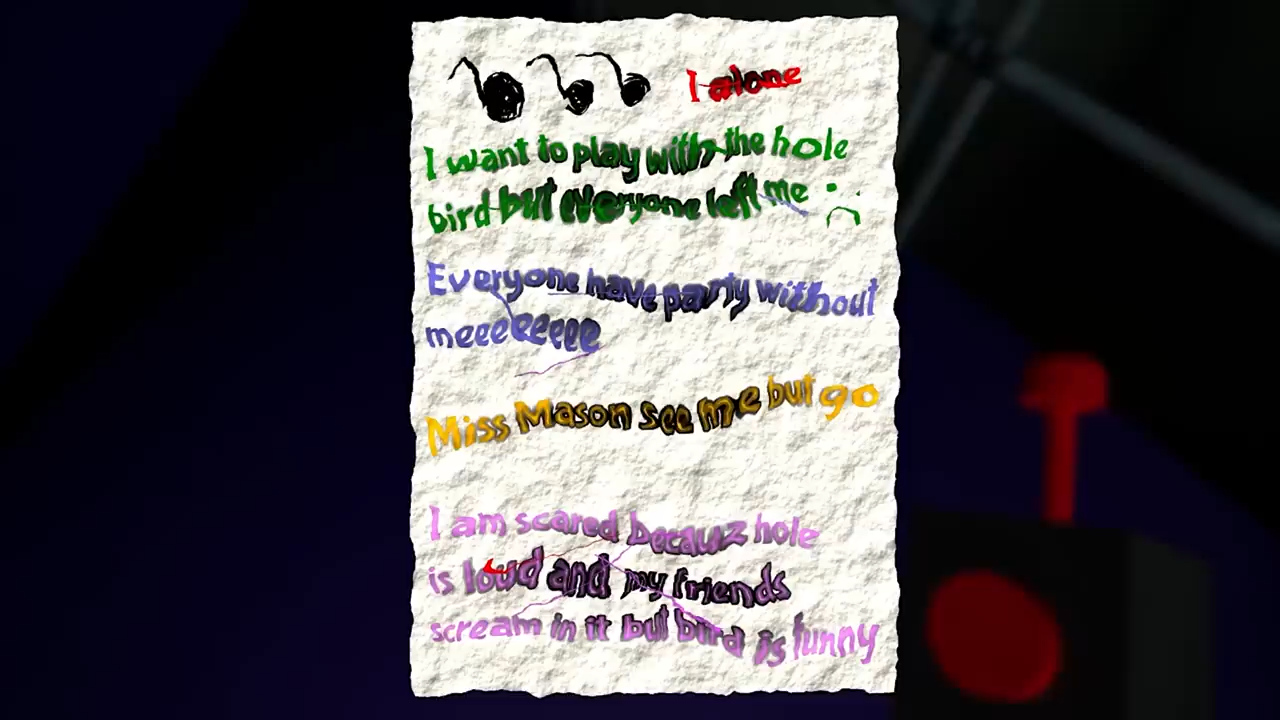 I alone
I want to play with the hole
bird but everyone left me :(
Everyone have party without
meeeeeeee
Miss Mason see me but go
I am scared becauz hole
is loud and my friends
scream in it but bird is funny